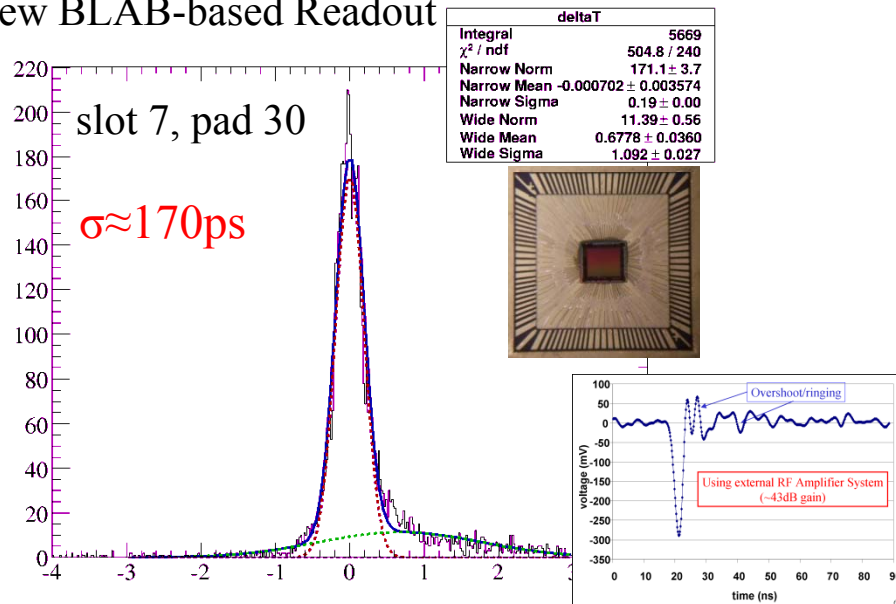 ew BLAB-based Readout
deltaT
Integral 5669
χ² / ndf 504.8 / 240
Narrow Norm 171.1± 3.7
Narrow Mean -0.000702± 0.003574
Narrow Sigma 0.19± 0.00
Wide Norm 11.39± 0.56
Wide Mean 0.6778± 0.0360
Wide Sigma 1.092± 0.027
slot 7, pad 30
σ≈170ps
220
200
180
160
140
120
100
80
60
40
20
0
-4 -3 -2 -1 0 1 2 3
100
50
0
-50
-100
-150
-200
-250
-300
-350
voltage (mV)
Overshoot/ringing
Using external RF Amplifier System
(~43dB gain)
0 10 20 30 40 50 60 70 80 9
time (ns)